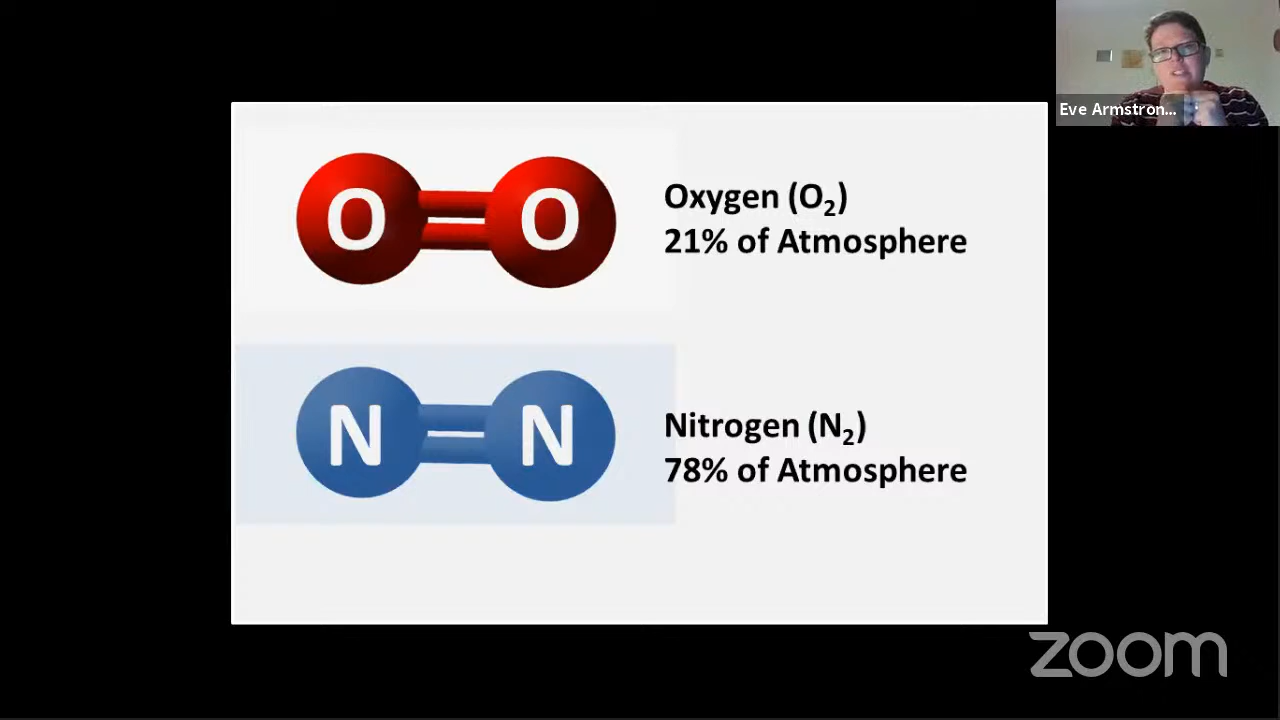 Eve Armstron...
O O
Oxygen (O₂)
21% of Atmosphere
N N
Nitrogen (N₂)
78% of Atmosphere
zoom